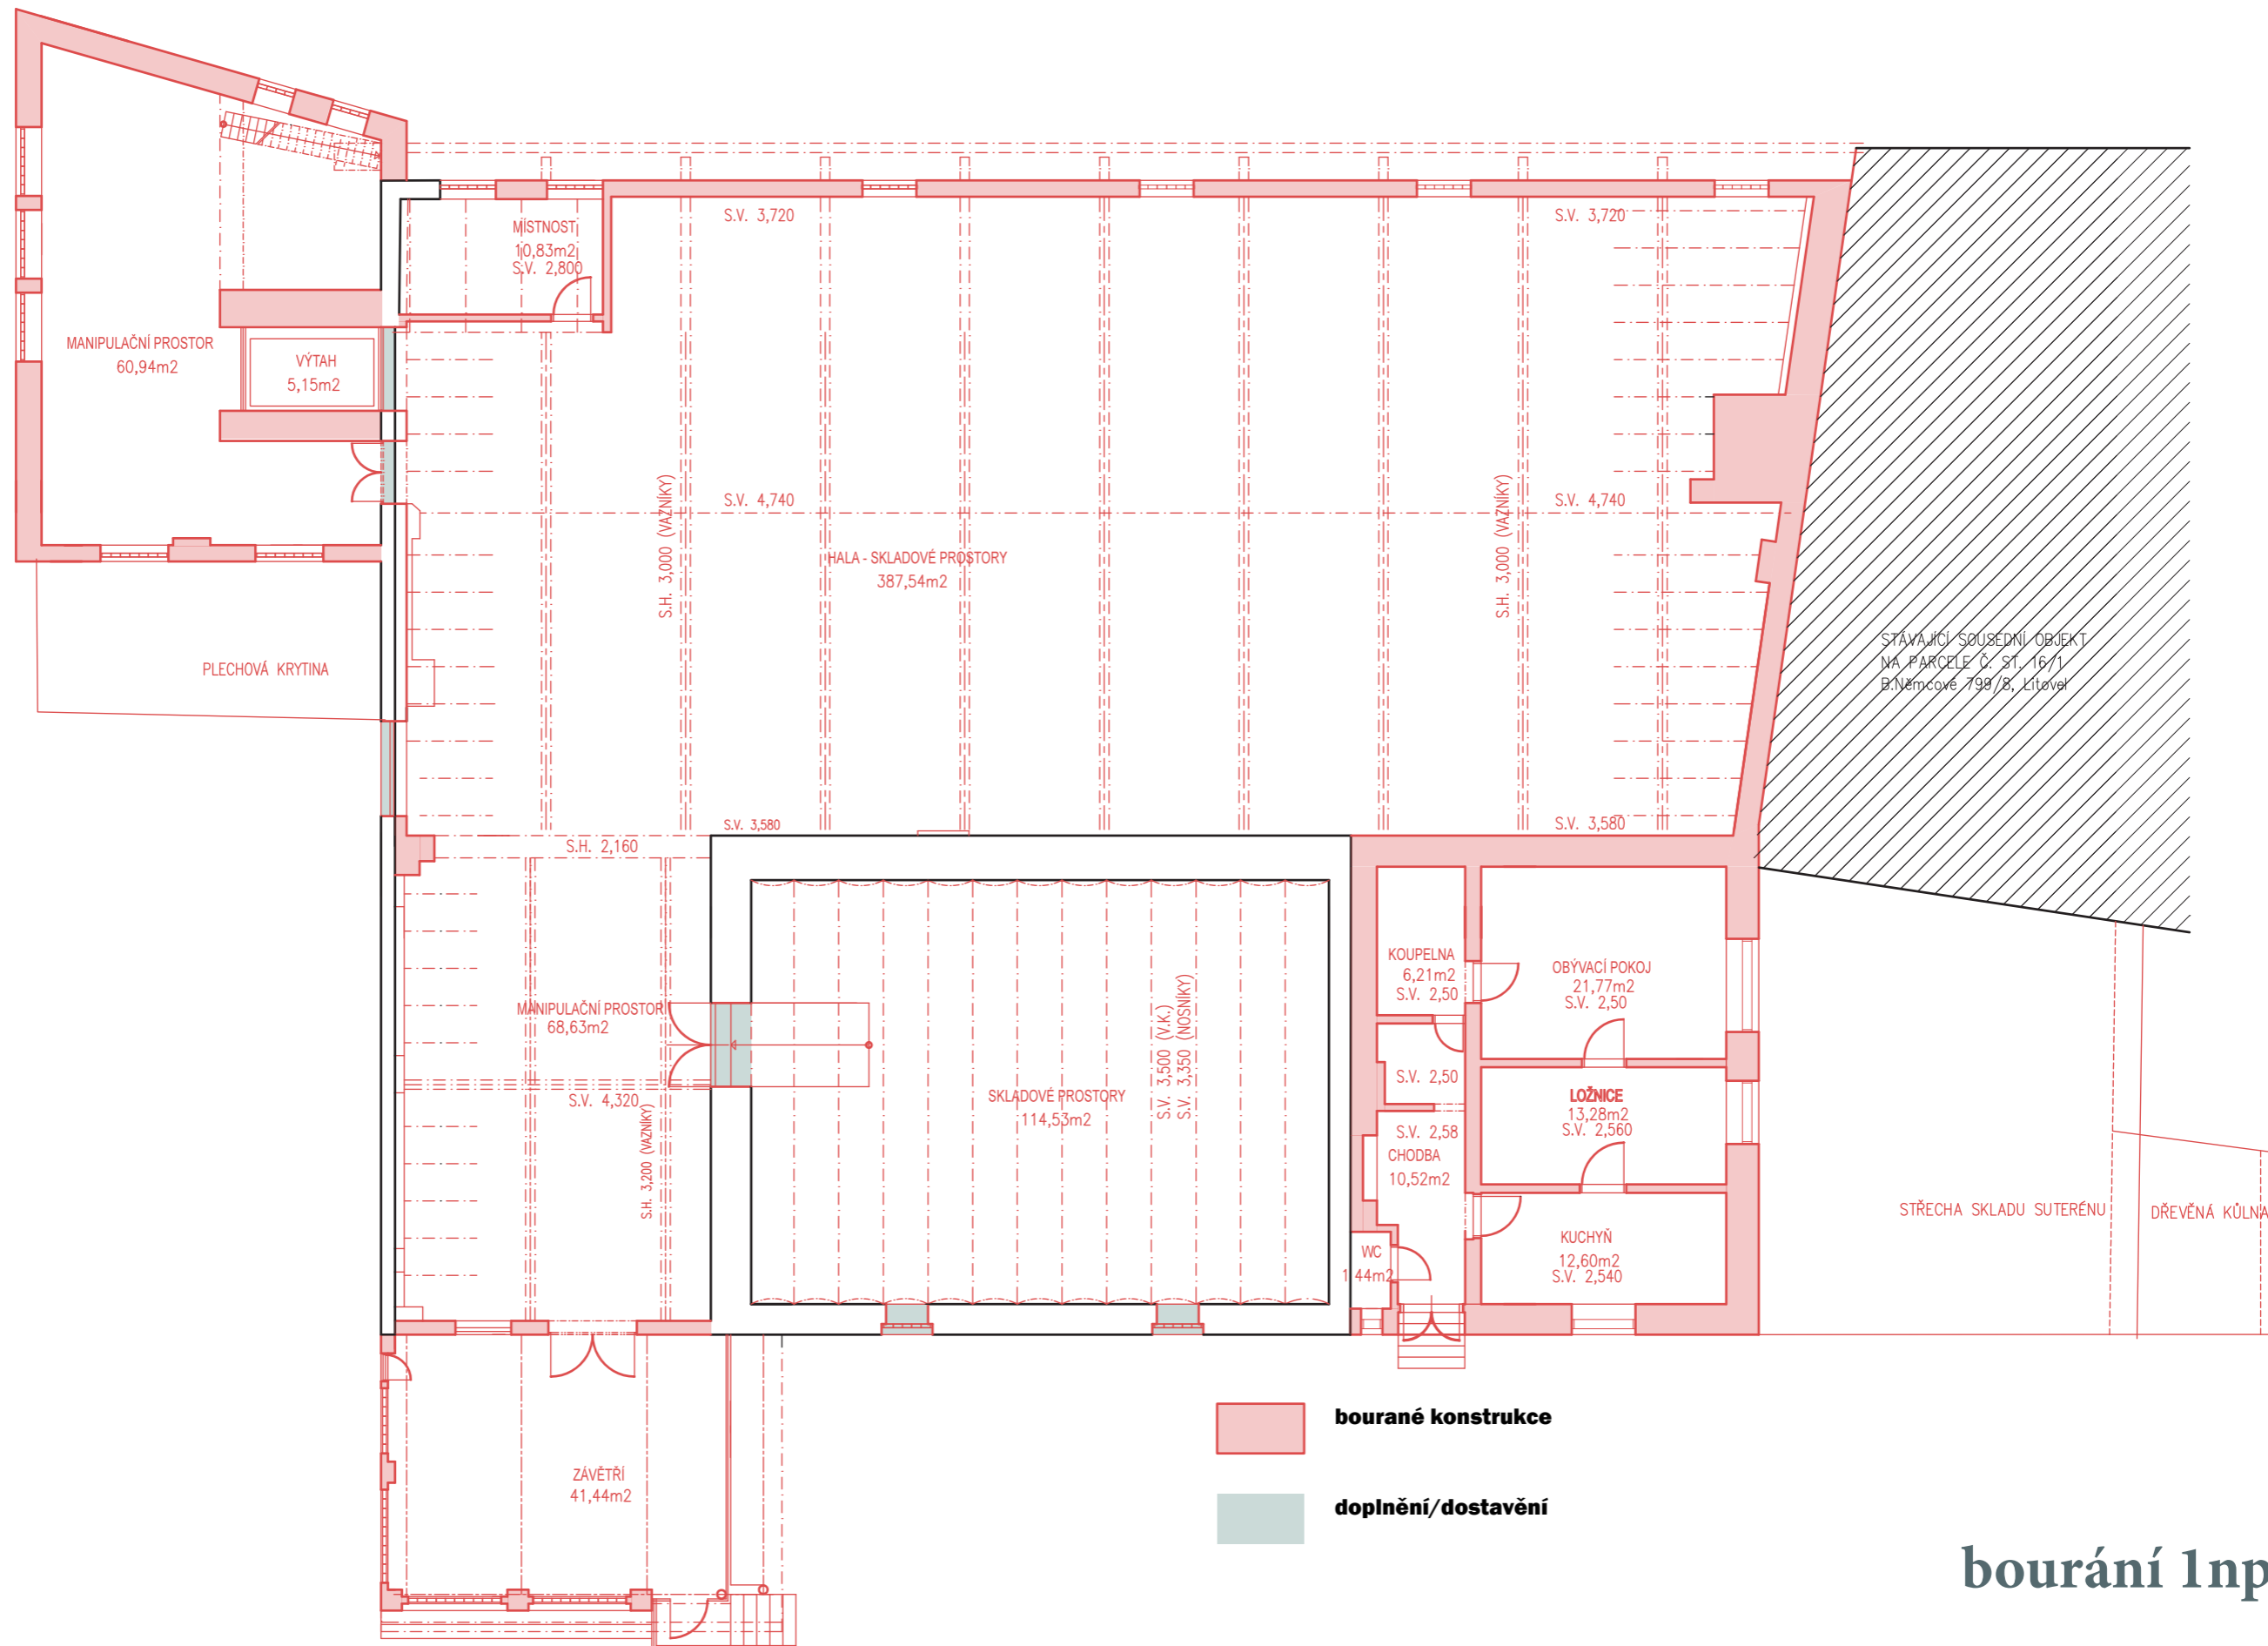 MÍSTNOST
10,83m2
S.V. 2,800
S.V. 3,720
S.V. 3,720
MANIPULAČNÍ PROSTOR
60,94m2
VÝTAH
5,15m2
S.H. 3,000 (VAZNÍKY)
S.V. 4,740
S.H. 3,000 (VAZNÍKY)
S.V. 4,740
HALA - SKLADOVÉ PROSTORY
387,54m2
PLECHOVÁ KRYTINA
STÁVAJÍCÍ SOUSEDNÍ OBJEKT
NA PARCELE Č. ST. 16/1
B.Němcové 799/8, Litovel
S.V. 3,580
S.V. 3,580
S.H. 2,160
MANIPULAČNÍ PROSTOR
68,63m2
S.V. 4,320
S.H. 3,200 (VAZNÍKY)
SKLADOVÉ PROSTORY
114,53m2
S.V. 3,500 (V.K.)
S.V. 3,350 (NOSNÍKY)
KOUPELNA
6,21m2
S.V. 2,50
OBÝVACÍ POKOJ
21,77m2
S.V. 2,50
S.V. 2,50
LOŽNICE
13,28m2
S.V. 2,560
S.V. 2,58
CHODBA
10,52m2
WC
1,44m2
KUCHYŇ
12,60m2
S.V. 2,540
STŘECHA SKLADU SUTERÉNU
DŘEVĚNÁ KŮLNA
ZÁVĚTŘÍ
41,44m2
bourané konstrukce
doplnění/dostavění
bourání 1np